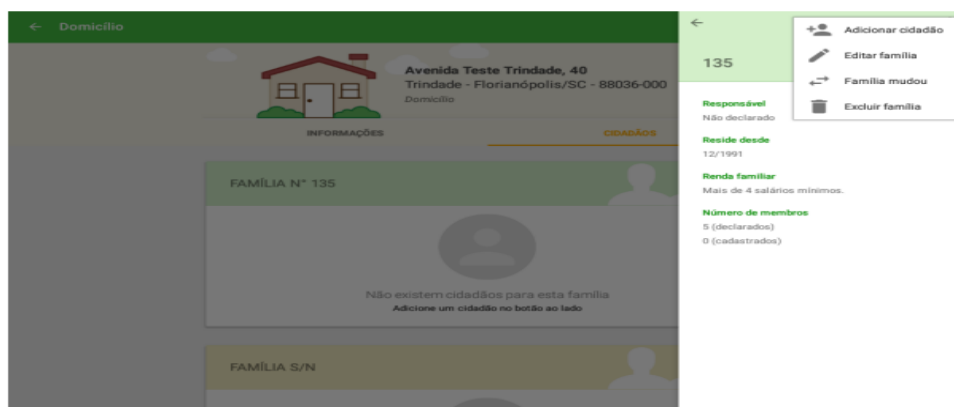 Domicílio
Avenida Teste Trindade, 40
Trindade - Florianópolis/SC - 88036-000
Domicílio
INFORMAÇÕES
CIDADÃOS
FAMÍLIA N° 135
Não existem cidadãos para esta família
Adicione um cidadão no botão ao lado
FAMÍLIA S/N
135
Adicionar cidadão
Editar família
Família mudou
Excluir família
Responsável
Não declarado
Reside desde
12/1991
Renda familiar
Mais de 4 salários mínimos.
Número de membros
5 (declarados)
0 (cadastrados)